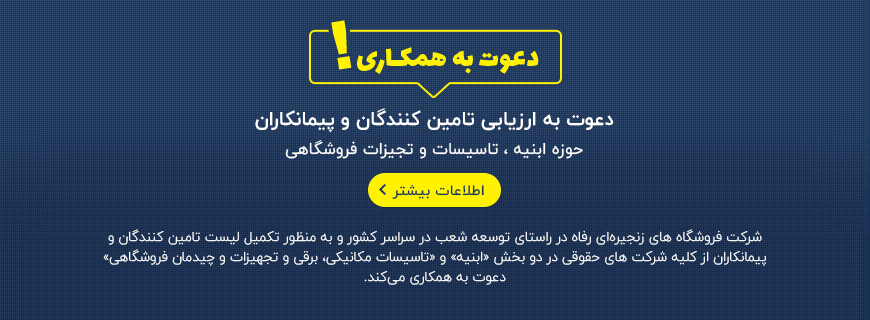 دعوت به همکاری!
دعوت به ارزیابی تامین کنندگان و پیمانکاران
حوزه ابنیه ، تاسیسات و تجیزات فروشگاهی
اطلاعات بیشتر >
شرکت فروشگاه های زنجیره‌ای رفاه در راستای توسعه شعب در سراسر کشور و به منظور تکمیل لیست تامین کنندگان و
پیمانکاران از کلیه شرکت های حقوقی در دو بخش «ابنیه» و «تاسیسات مکانیکی، برقی و تجهیزات و چیدمان فروشگاهی»
دعوت به همکاری می‌کند.